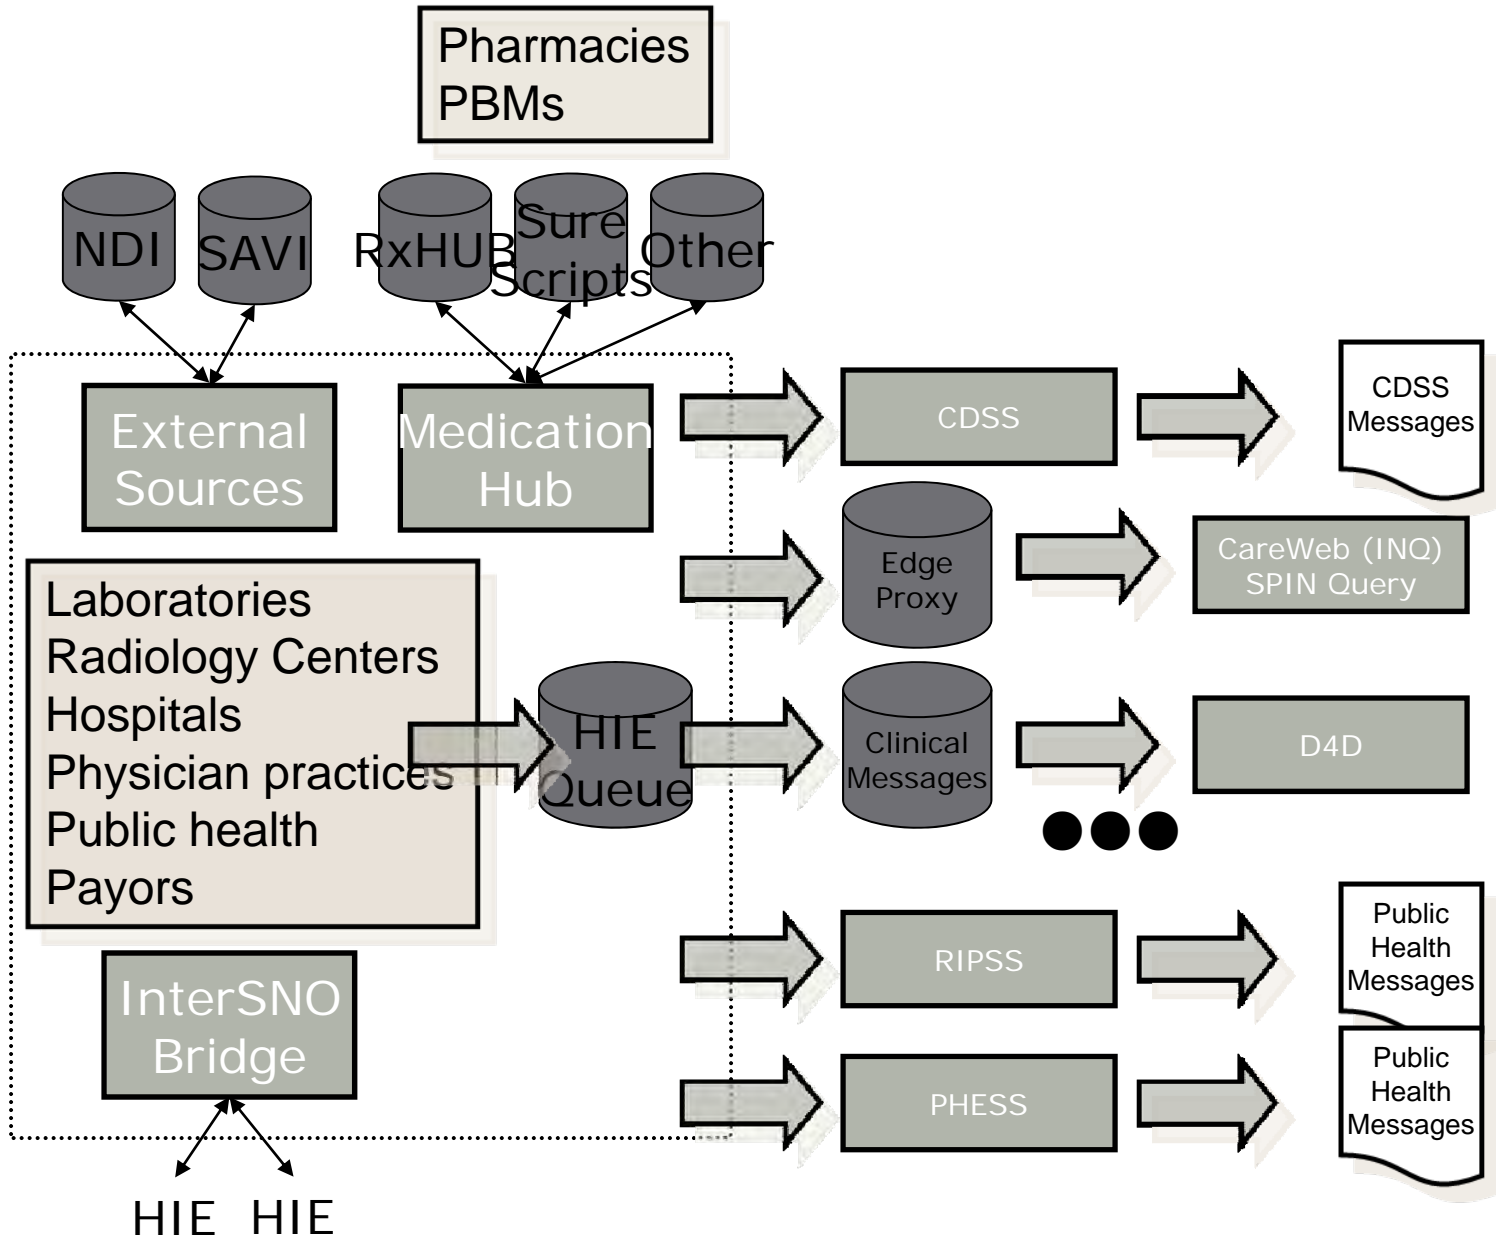 Pharmacies
PBMs
NDI
SAVI
RxHUB
Sure
Scripts
Other
External
Sources
Medication
Hub
CDSS
CDSS
Messages
Edge
Proxy
CareWeb (INQ)
SPIN Query
Laboratories
Radiology Centers
Hospitals
Physician practices
Public health
Payors
HIE
Queue
Clinical
Messages
D4D
RIPSS
Public
Health
Messages
InterSNO
Bridge
PHESS
Public
Health
Messages
HIE HIE